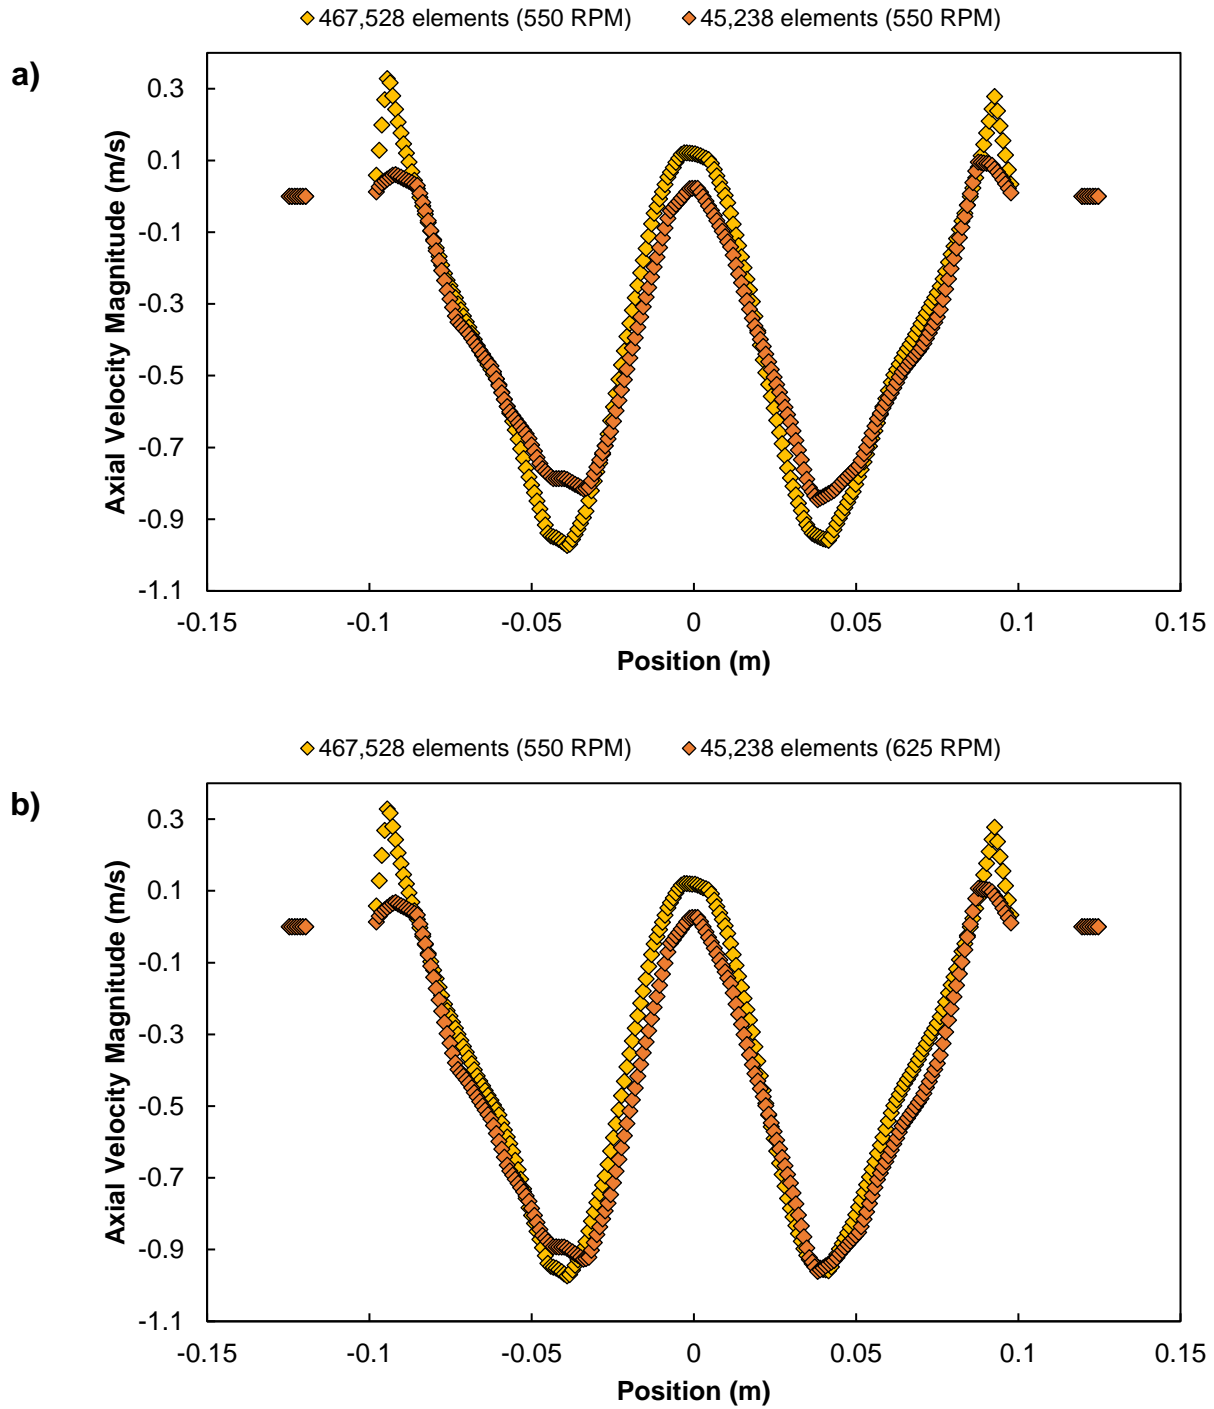 467,528 elements (550 RPM) 45,238 elements (550 RPM)
a)
Axial Velocity Magnitude (m/s)
0.3
0.1
-0.1
-0.3
-0.5
-0.7
-0.9
-1.1
-0.15 -0.1 -0.05 0 0.05 0.1 0.15
Position (m)
467,528 elements (550 RPM) 45,238 elements (625 RPM)
b)
Axial Velocity Magnitude (m/s)
0.3
0.1
-0.1
-0.3
-0.5
-0.7
-0.9
-1.1
-0.15 -0.1 -0.05 0 0.05 0.1 0.15
Position (m)